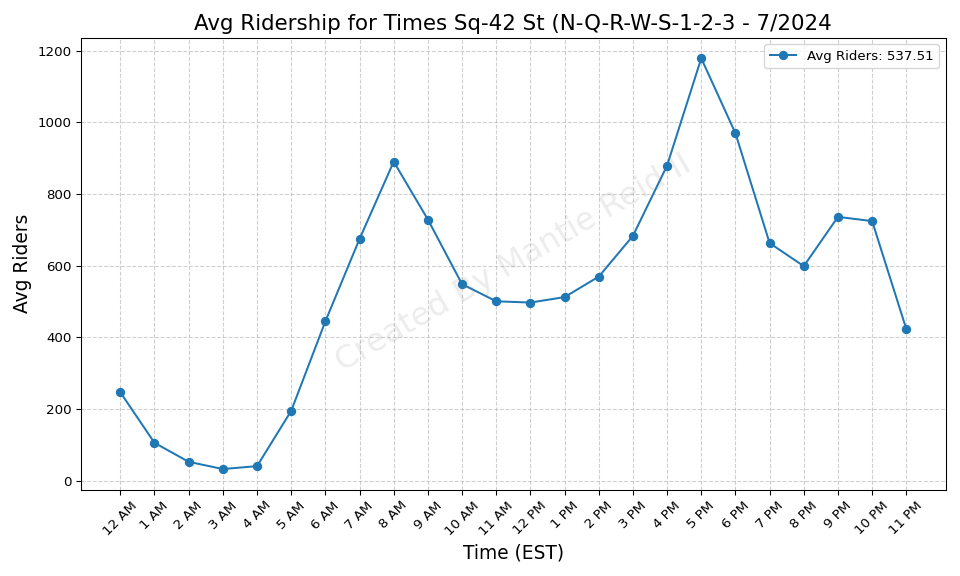 Avg Ridership for Times Sq-42 St (N-Q-R-W-S-1-2-3 - 7/2024
Avg Riders: 537.51
1200
1000
800
600
400
200
0
Avg Riders
Created By Mantle Reidhl
12 AM
1 AM
2 AM
3 AM
4 AM
5 AM
6 AM
7 AM
8 AM
9 AM
10 AM
11 AM
12 PM
1 PM
2 PM
3 PM
4 PM
5 PM
6 PM
7 PM
8 PM
9 PM
10 PM
11 PM
Time (EST)